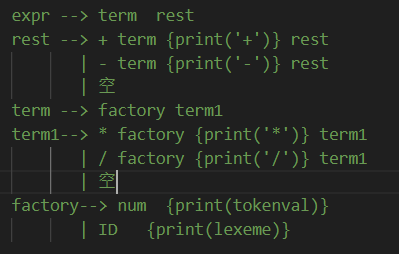 expr --> term  rest
rest --> + term {print('+')} rest
| - term {print('-')} rest
| 空
term --> factory term1
term1--> * factory {print('*')} term1
| / factory {print('/')} term1
| 空
factory--> num  {print(tokenval)}
| ID   {print(lexeme)}